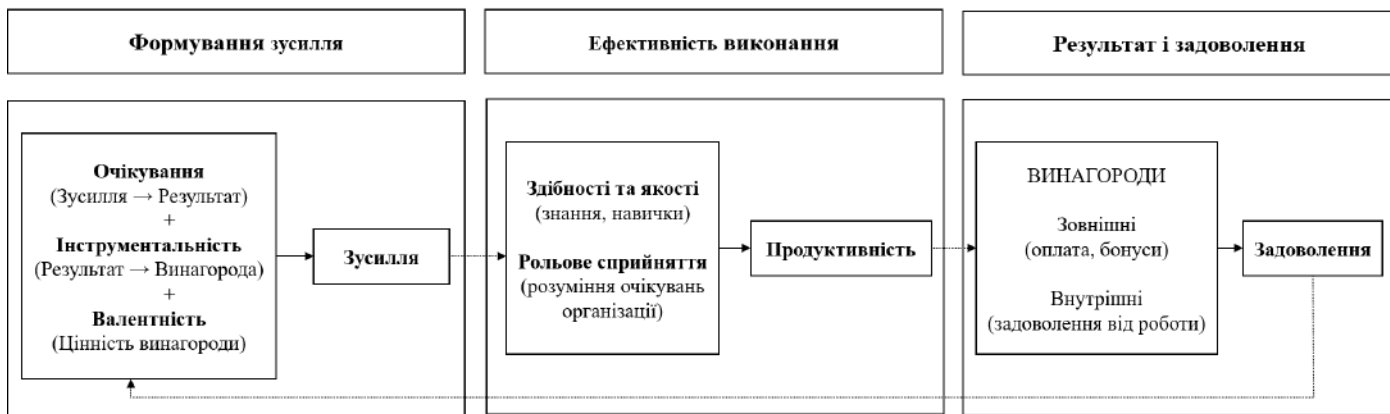 Формування зусилля
Ефективність виконання
Результат і задоволення
Очікування
(Зусилля → Результат)
+
Інструментальність
(Результат → Винагорода)
+
Валентність
(Цінність винагороди)
Зусилля
Здібності та якості
(знання, навички)
Рольове сприйняття
(розуміння очікувань
організації)
Продуктивність
ВИНАГОРОДИ
Зовнішні
(оплата, бонуси)
Внутрішні
(задоволення від роботи)
Задоволення